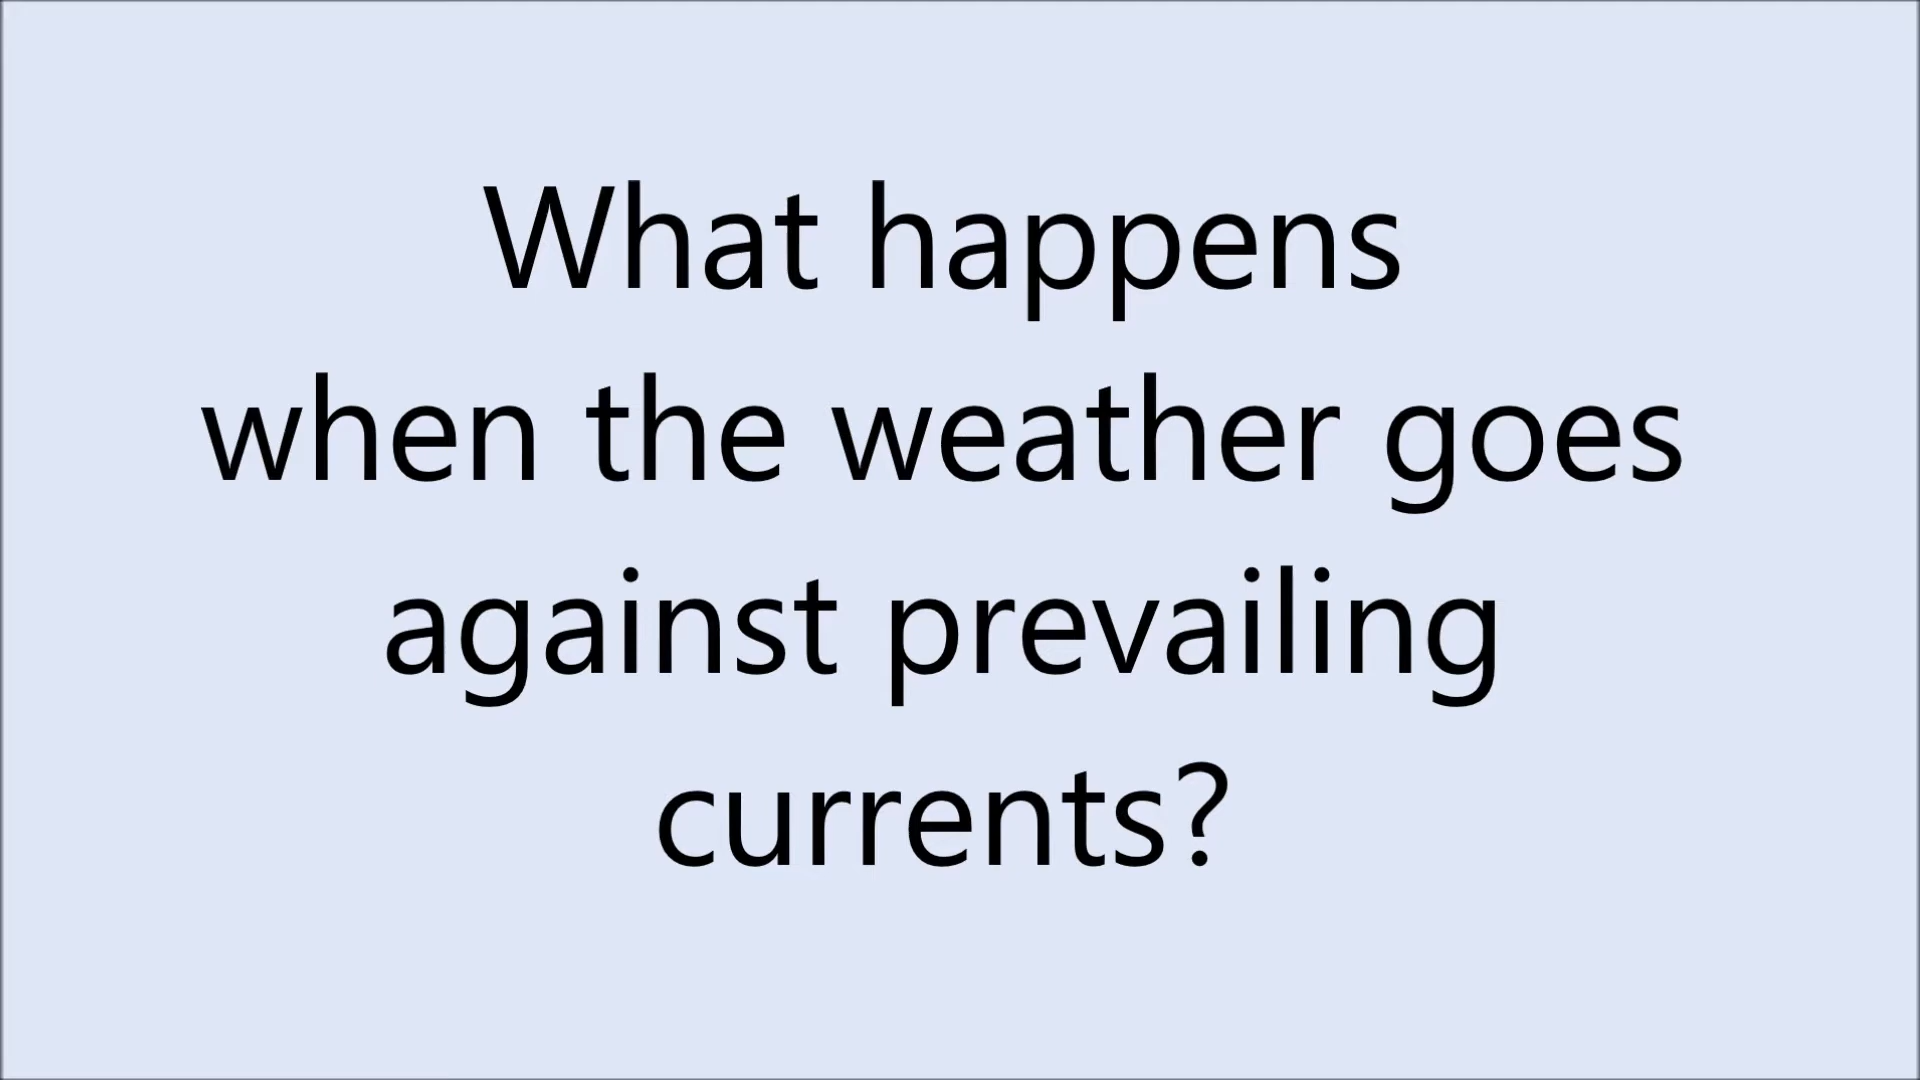 What happens
when the weather goes
against prevailing
currents?